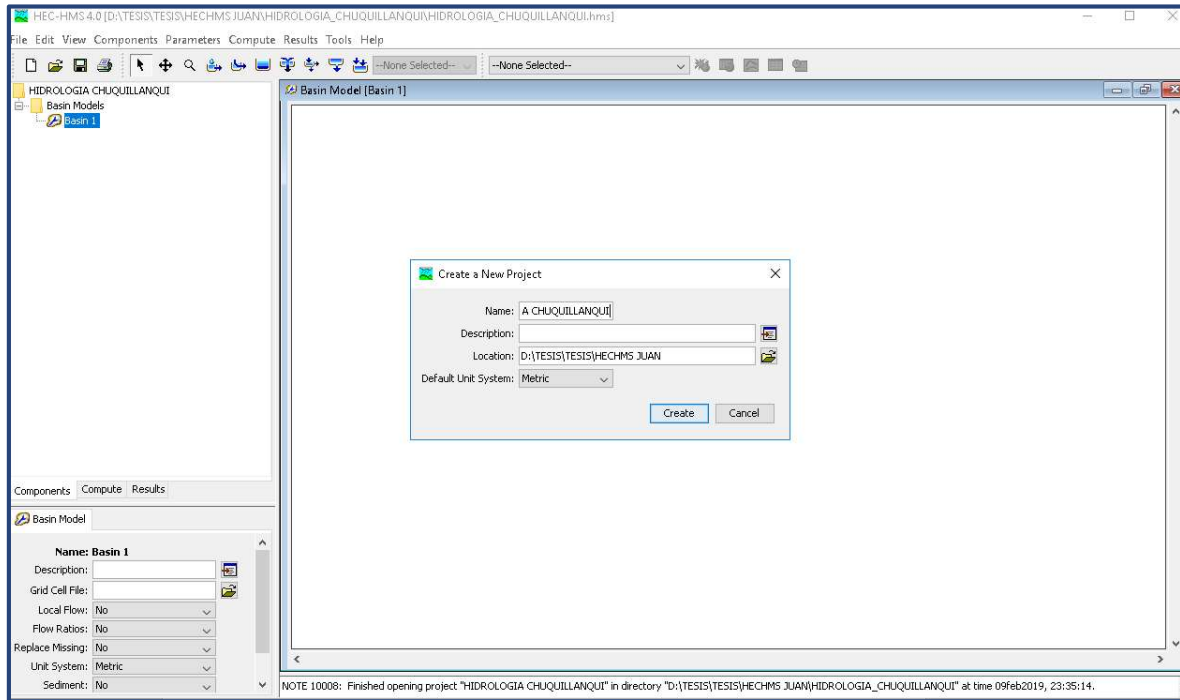 HEC-HMS 4.0 [D:\TESIS\TESIS\HECHMS JUAN\HIDROLOGIA_CHUQUILLANQUI\HIDROLOGIA_CHUQUILLANQUI.hms]
File Edit View Components Parameters Compute Results Tools Help
--None Selected-- --None Selected--
HIDROLOGIA CHUQUILLANQUI
Basin Models
Basin 1
Basin Model [Basin 1]
Create a New Project
Name: A CHUQUILLANQUI
Description:
Location: D:\TESIS\TESIS\HECHMS JUAN
Default Unit System: Metric
Create Cancel
Components Compute Results
Basin Model
Name: Basin 1
Description:
Grid Cell File:
Local Flow: No
Flow Ratios: No
Replace Missing: No
Unit System: Metric
Sediment: No
NOTE 10008: Finished opening project "HIDROLOGIA CHUQUILLANQUI" in directory "D:\TESIS\TESIS\HECHMS JUAN\HIDROLOGIA_CHUQUILLANQUI" at time 09feb2019, 23:35:14.